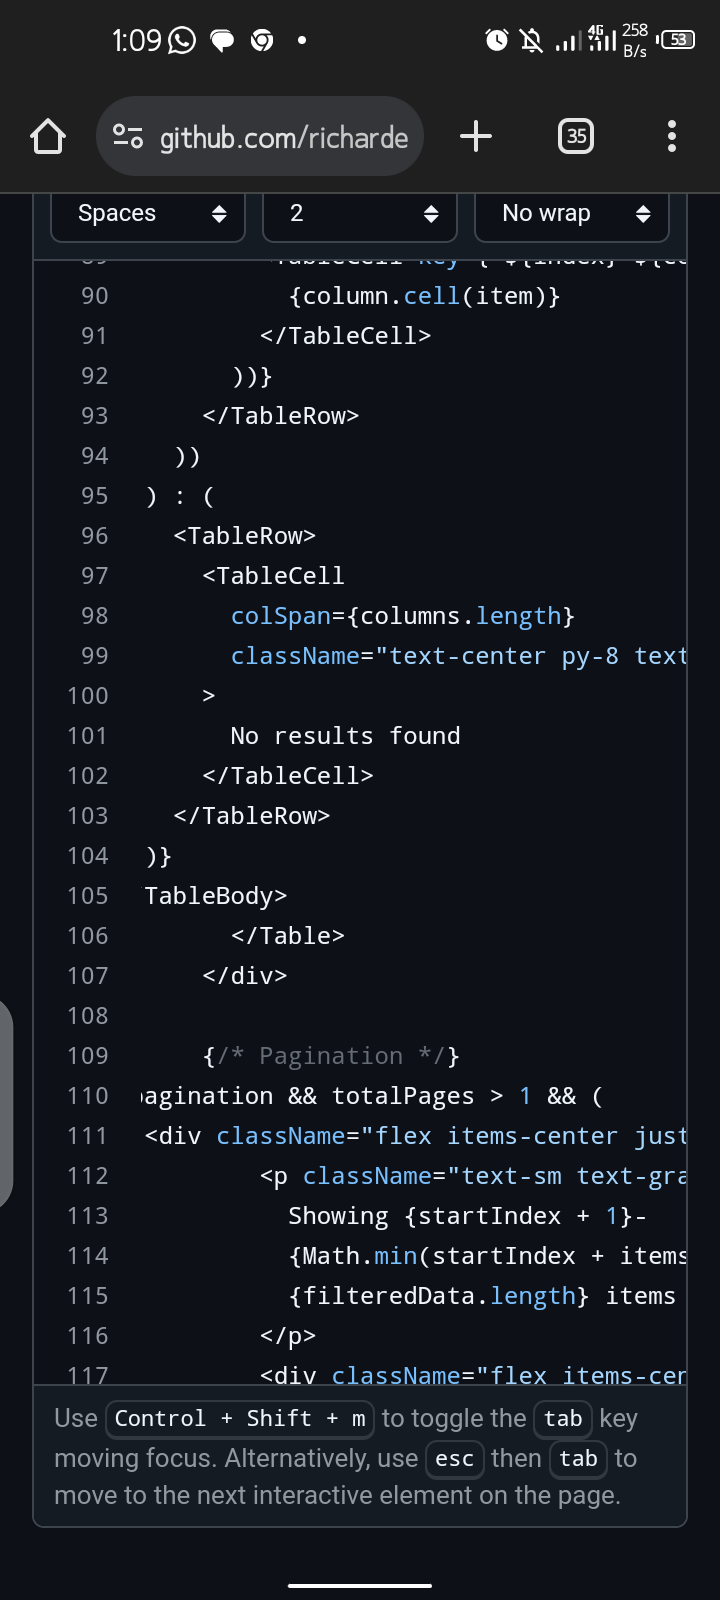 1:09
4G 258 B/s 53
github.com/richarde 35
Spaces 2 No wrap
90 {column.cell(item)}
91 </TableCell>
92 ))}
93 </TableRow>
94 ))
95 ) : (
96 <TableRow>
97 <TableCell
98 colSpan={columns.length}
99 className="text-center py-8 text
100 >
101 No results found
102 </TableCell>
103 </TableRow>
104 )}
105 TableBody>
106 </Table>
107 </div>
108
109 {/* Pagination */}
110 agination && totalPages > 1 && (
111 <div className="flex items-center just
112 <p className="text-sm text-gra
113 Showing {startIndex + 1}-
114 {Math.min(startIndex + items
115 {filteredData.length} items
116 </p>
117 <div className="flex items-cen
Use Control + Shift + m to toggle the tab key
moving focus. Alternatively, use esc then tab to
move to the next interactive element on the page.